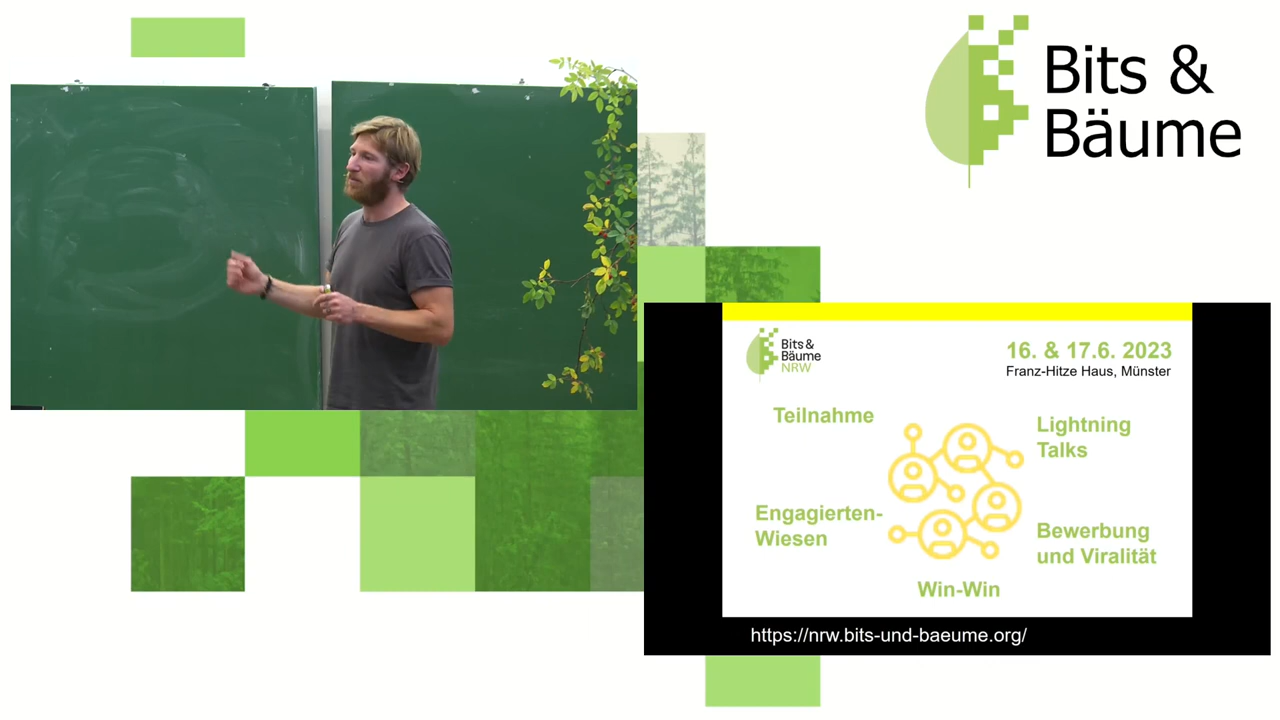 Bits &
Bäume
Bits &
Bäume
NRW
16. & 17.6. 2023
Franz-Hitze Haus, Münster
Teilnahme
Lightning
Talks
Engagierten-
Wiesen
Bewerbung
und Viralität
Win-Win
https://nrw.bits-und-baeume.org/